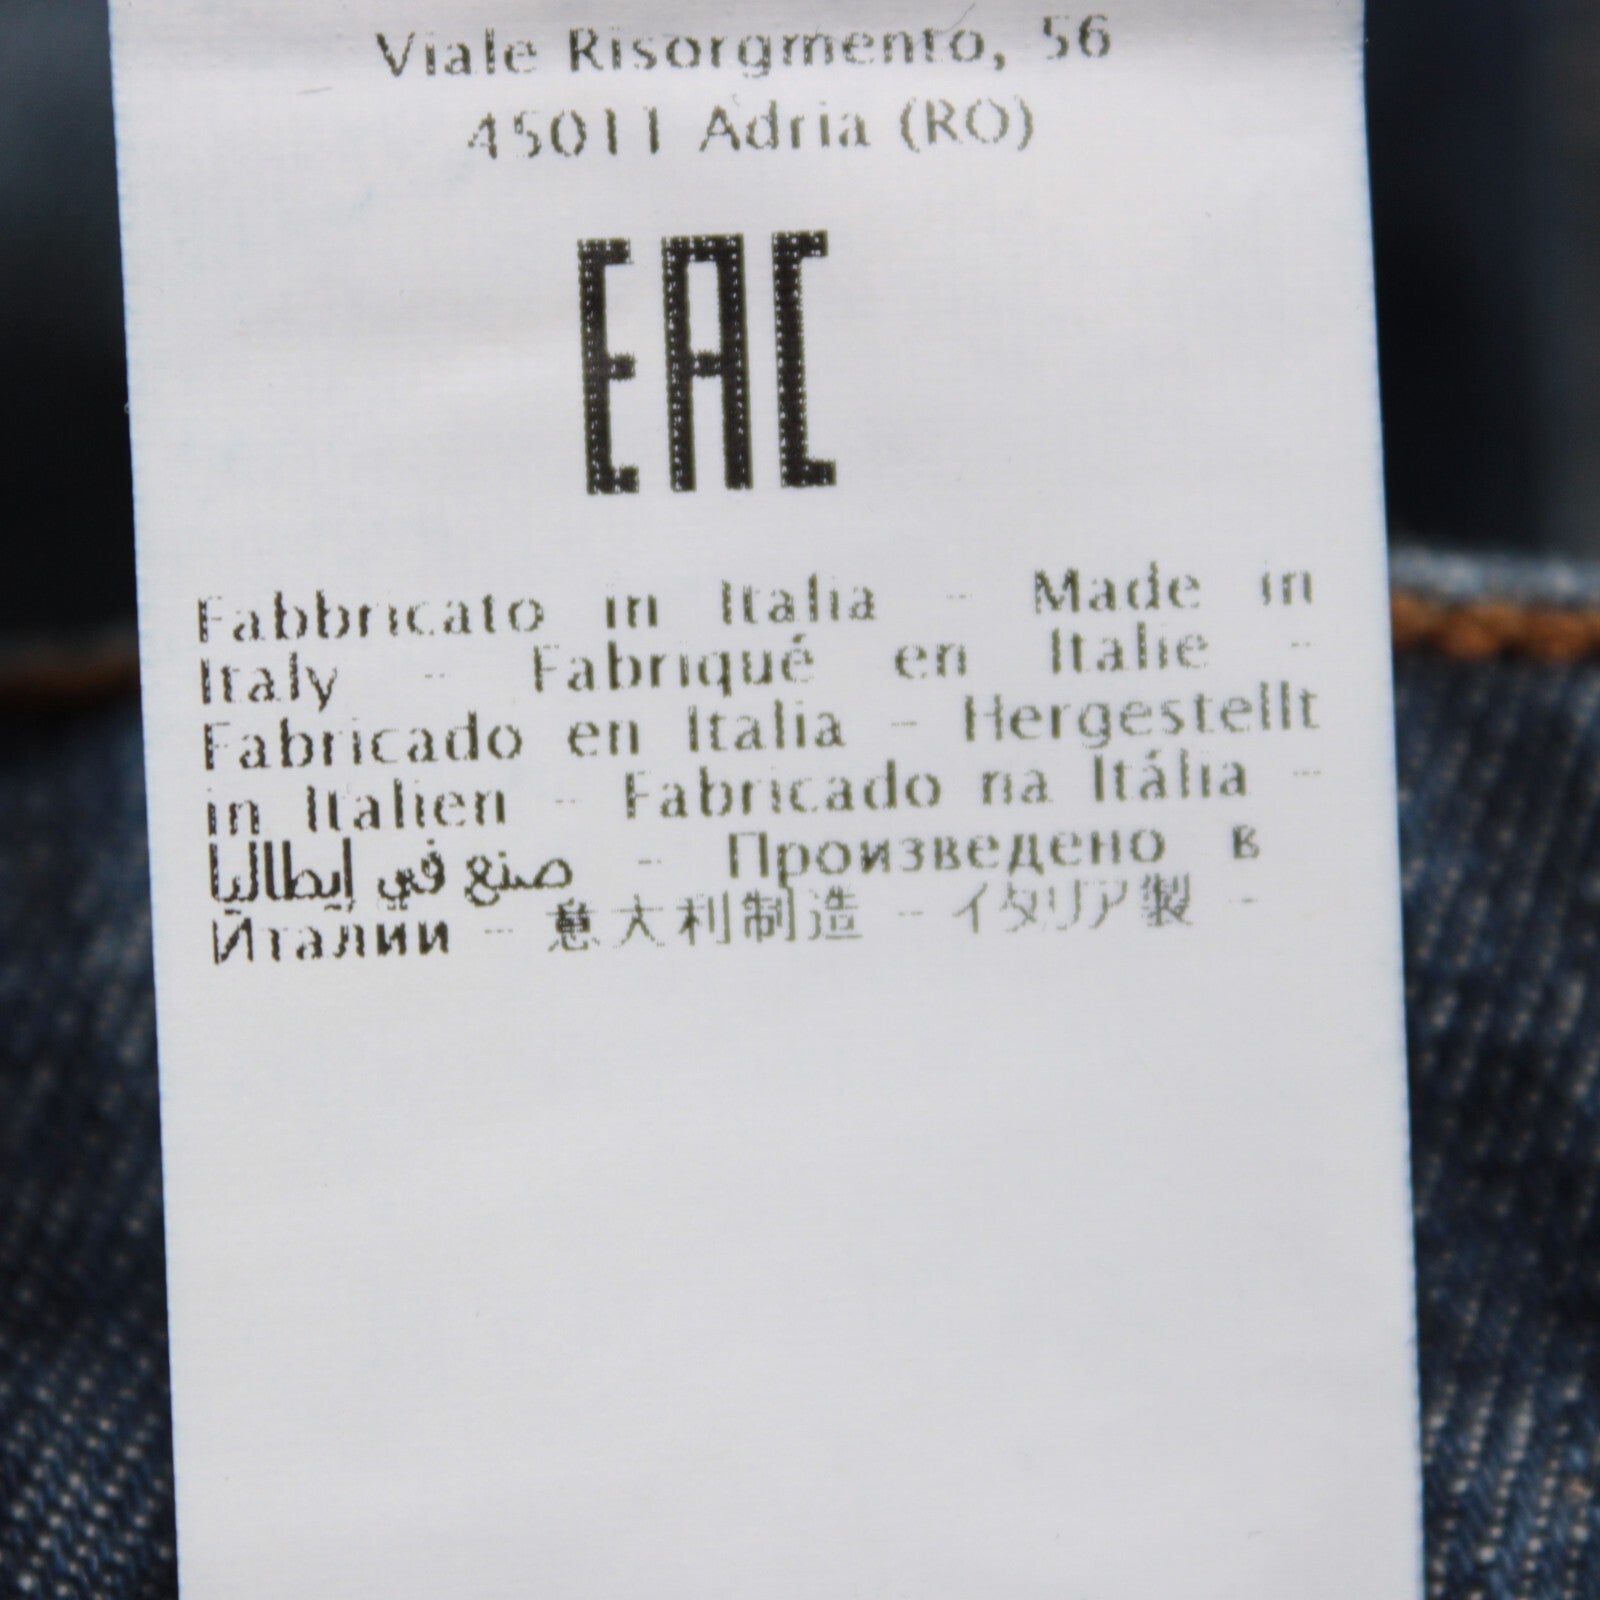 Viale Risorgmento, 56
45011 Adria (RO)
EAC
Fabbricato in Italia - Made in
Italy - Fabriqué en Italie -
Fabricado en Italia - Hergestellt
in Italien - Fabricado na Itália -
صنع في إيطاليا - Произведено в
Италии - 意大利制造 - イタリア製 -